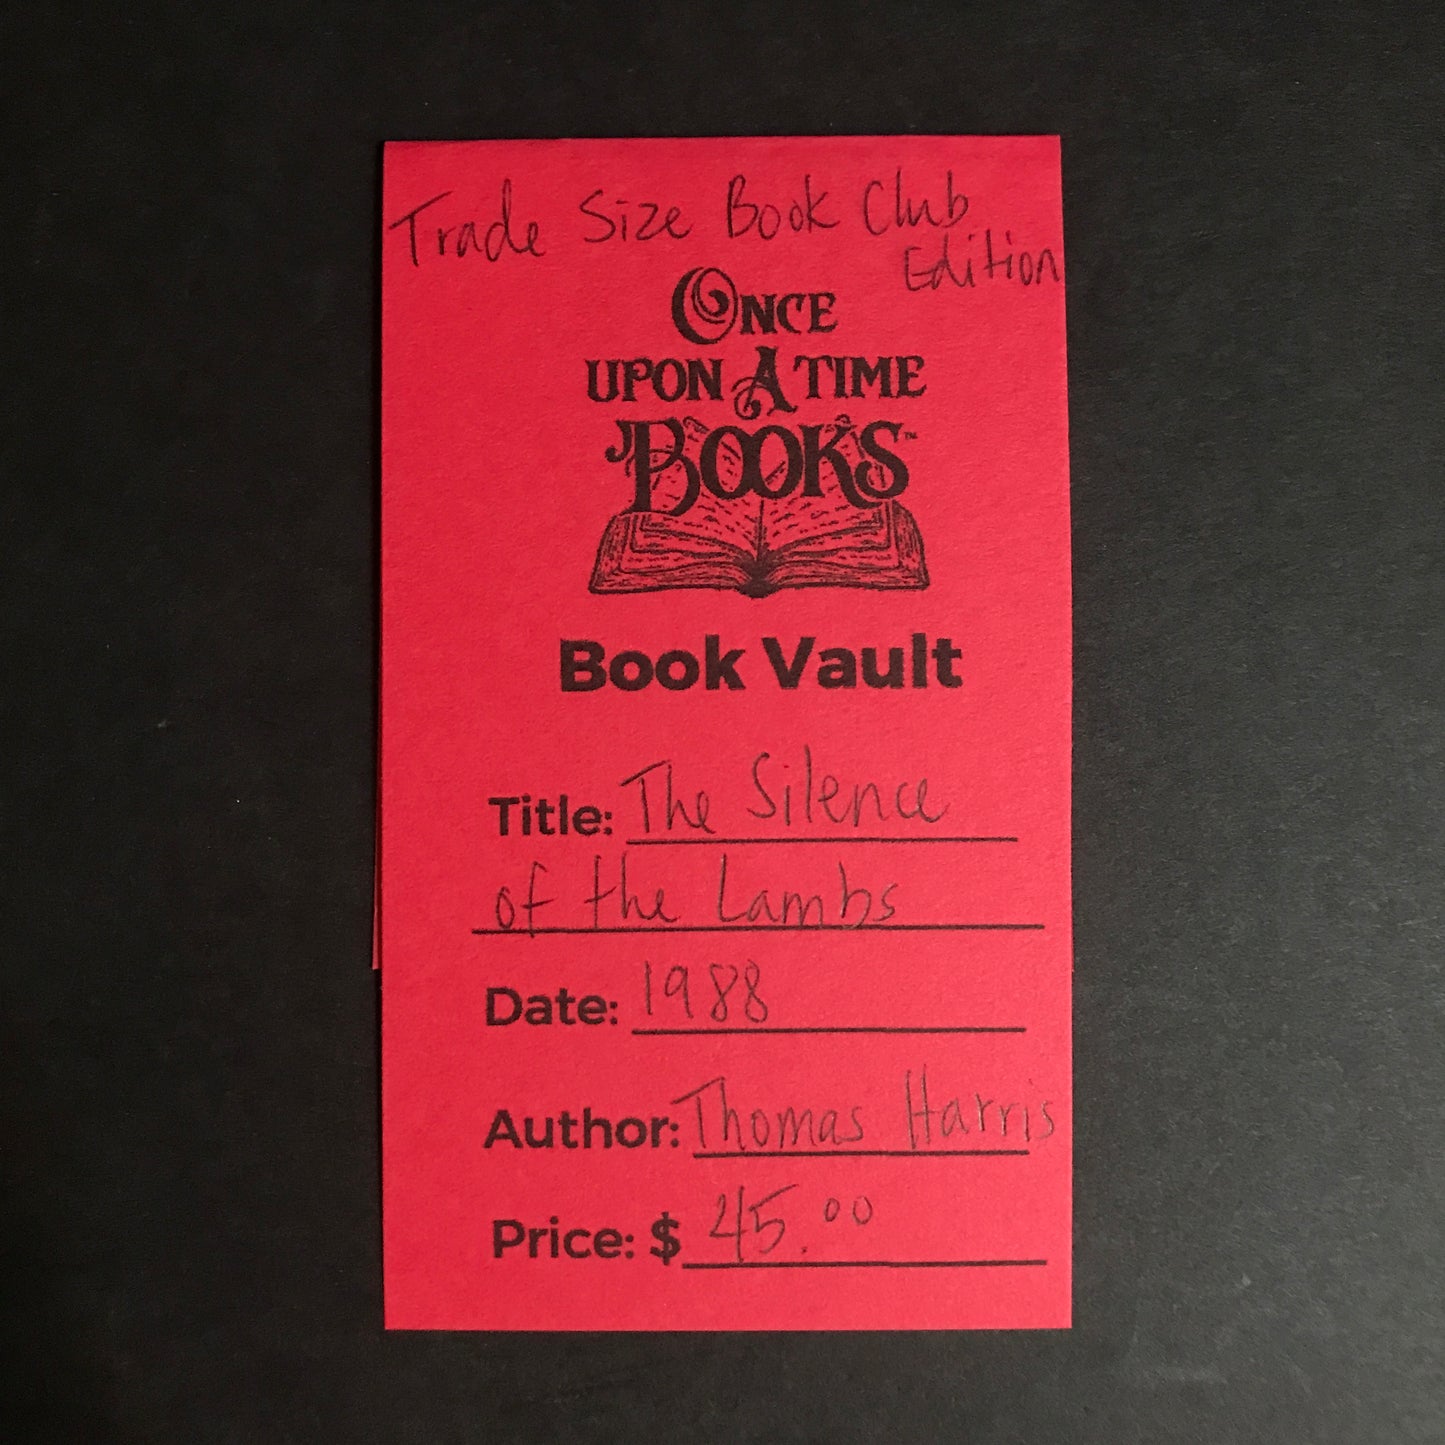 Trade Size Book Club
Edition
ONCE
UPON A TIME
BOOKS™
Book Vault
Title: The Silence
of the Lambs
Date: 1988
Author: Thomas Harris
Price: $ 45.00